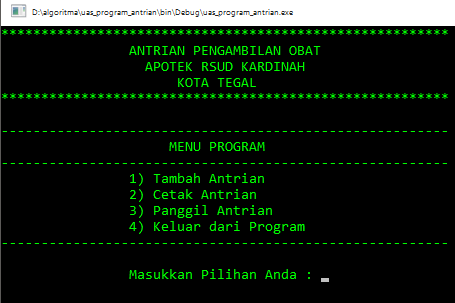 D:\algoritma\uas_program_antrian\bin\Debug\uas_program_antrian.exe
********************************************************
ANTRIAN PENGAMBILAN OBAT
APOTEK RSUD KARDINAH
KOTA TEGAL
********************************************************
--------------------------------------------------------
MENU PROGRAM
--------------------------------------------------------
1) Tambah Antrian
2) Cetak Antrian
3) Panggil Antrian
4) Keluar dari Program
--------------------------------------------------------
Masukkan Pilihan Anda : _